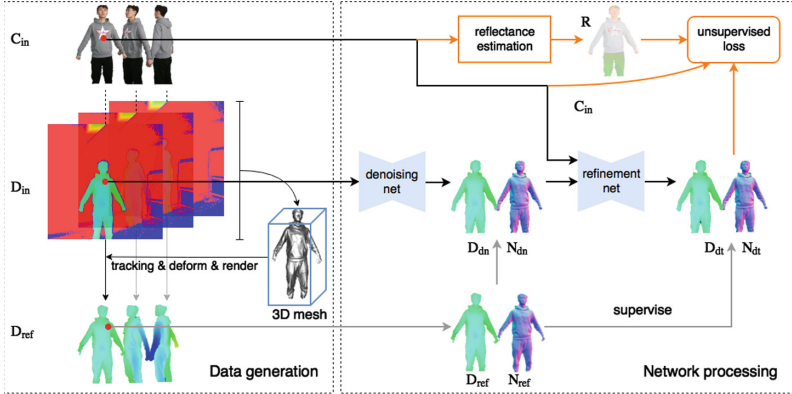 C_in
reflectance
estimation
R
unsupervised
loss
C_in
D_in
denoising
net
refinement
net
D_dn
N_dn
D_dt
N_dt
tracking & deform & render
3D mesh
supervise
D_ref
D_ref
N_ref
Data generation
Network processing